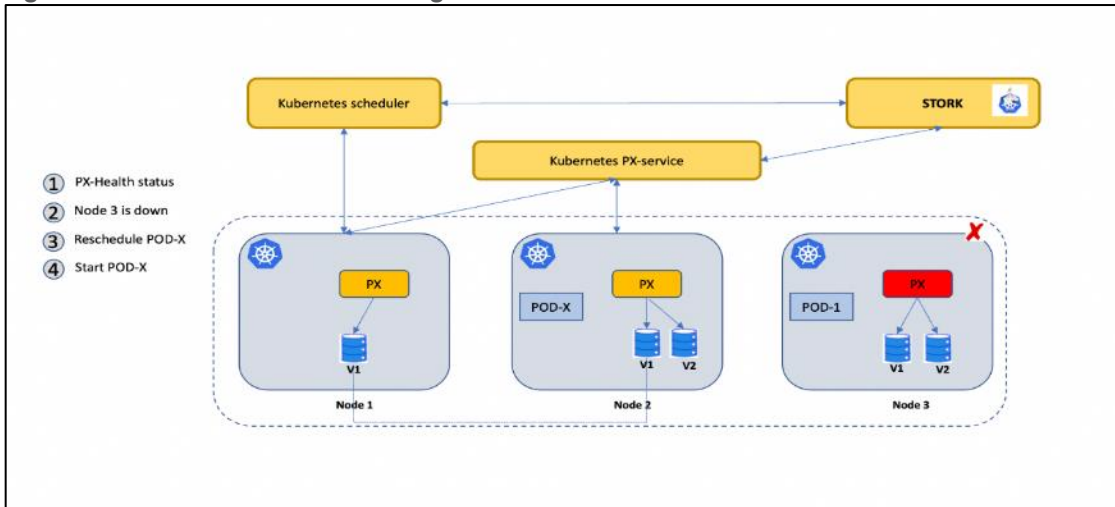 Kubernetes scheduler
STORK
Kubernetes PX-service
1 PX-Health status
2 Node 3 is down
3 Reschedule POD-X
4 Start POD-X
✗
PX
PX
PX
POD-X
POD-1
V1
V1
V2
V1
V2
Node 1
Node 2
Node 3